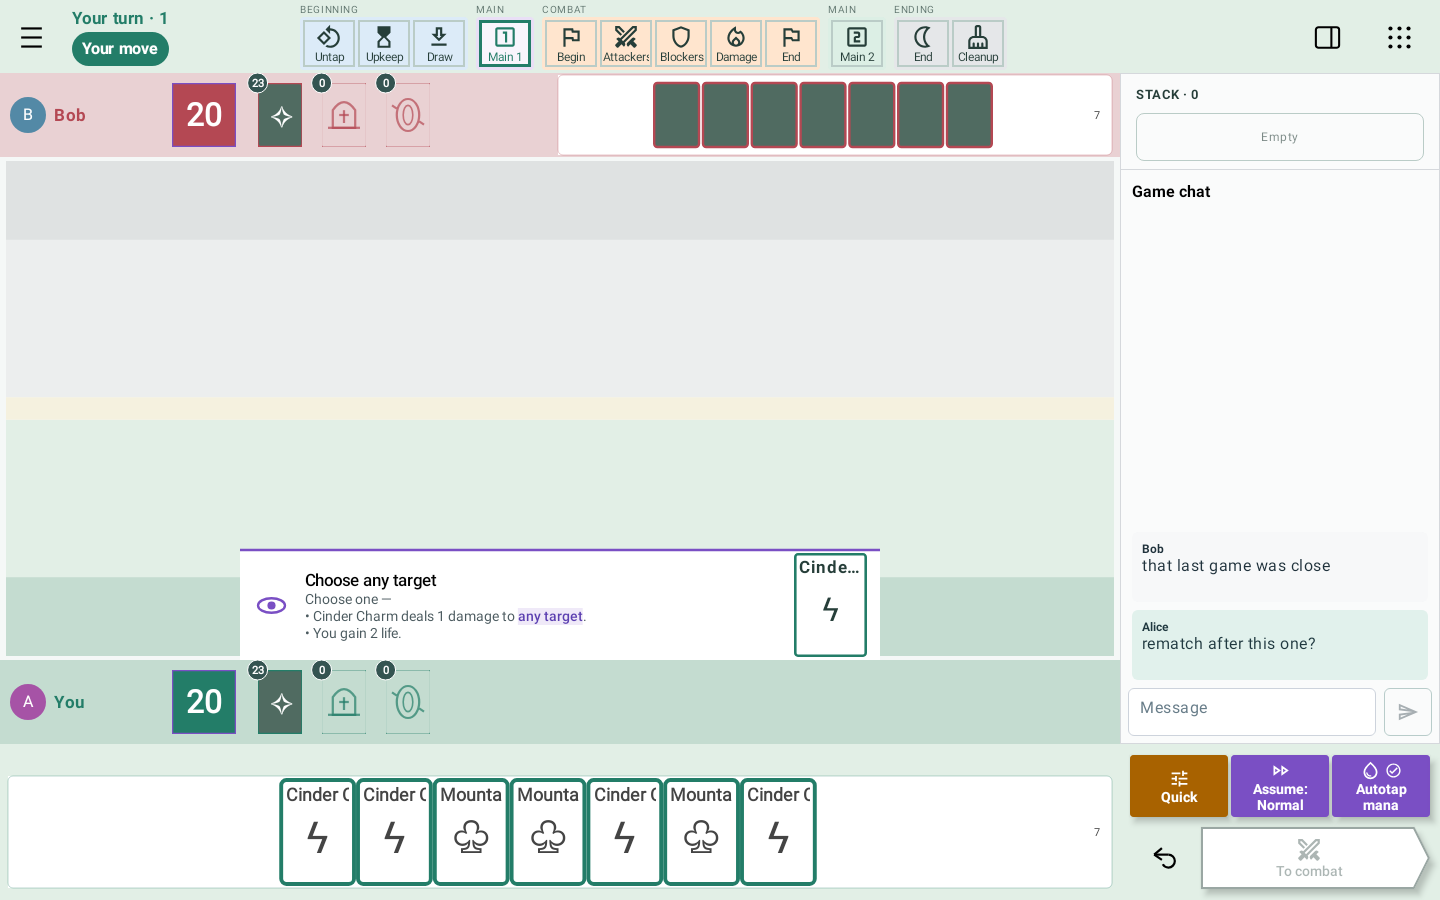 Your turn · 1
Your move
BEGINNING
Untap
Upkeep
Draw
MAIN
Main 1
COMBAT
Begin
Attackers
Blockers
Damage
End
MAIN
Main 2
ENDING
End
Cleanup
B
Bob
20
23
0
0
7
STACK · 0
Empty
Game chat
Choose any target
Choose one —
• Cinder Charm deals 1 damage to any target.
• You gain 2 life.
Cinde...
Bob
that last game was close
Alice
rematch after this one?
Message
A
You
20
23
0
0
Cinder C
Cinder C
Mounta
Mounta
Cinder C
Mounta
Cinder C
7
Quick
Assume:
Normal
Autotap
mana
To combat